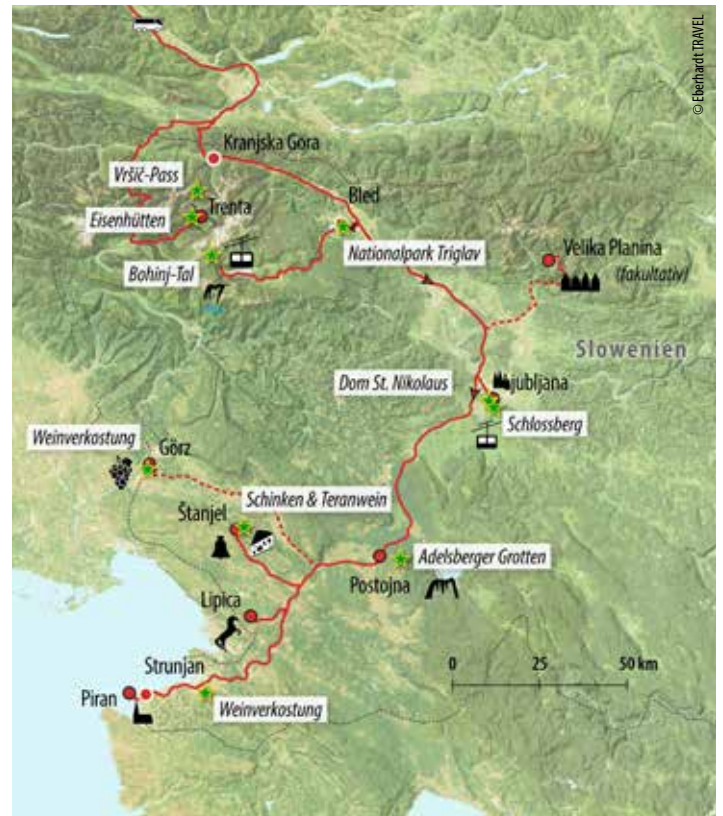 © Eberhardt TRAVEL
Kranjska Gora
Vršič-Pass
Bled
Trenta
Eisenhütten
Nationalpark Triglav
Velika Planina
(fakultativ)
Bohinj-Tal
Slowenien
Dom St. Nikolaus
Ljubljana
Schlossberg
Weinverkostung
Görz
Schinken & Teranwein
Štanjel
Adelsberger Grotten
Postojna
Lipica
Strunjan
0 25 50 km
Piran
Weinverkostung